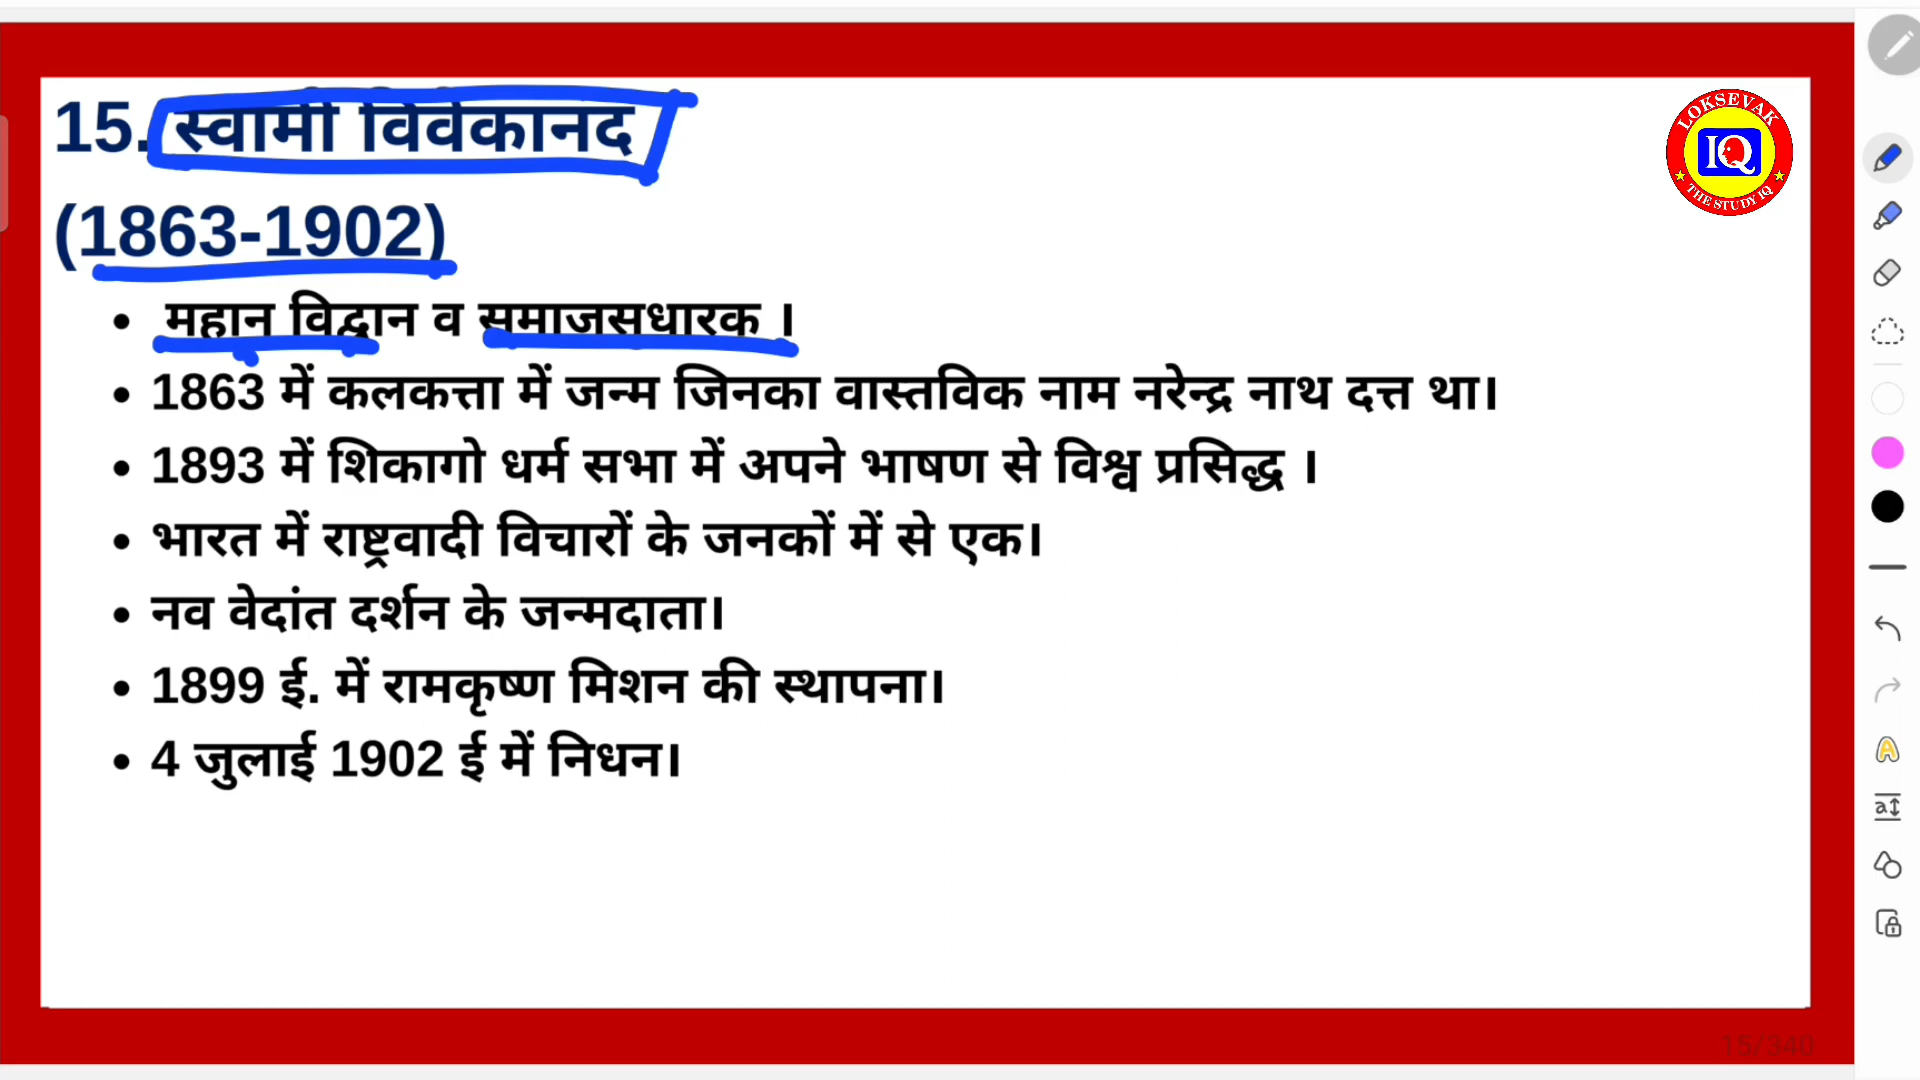 15. स्वामी विवेकानद
(1863-1902)
• महान विद्वान व समाजसुधारक ।
• 1863 में कलकत्ता में जन्म जिनका वास्तविक नाम नरेन्द्र नाथ दत्त था।
• 1893 में शिकागो धर्म सभा में अपने भाषण से विश्व प्रसिद्ध ।
• भारत में राष्ट्रवादी विचारों के जनकों में से एक।
• नव वेदांत दर्शन के जन्मदाता।
• 1899 ई. में रामकृष्ण मिशन की स्थापना।
• 4 जुलाई 1902 ई में निधन।
LOKSEVAK
IQ
THE STUDY IQ
15/340